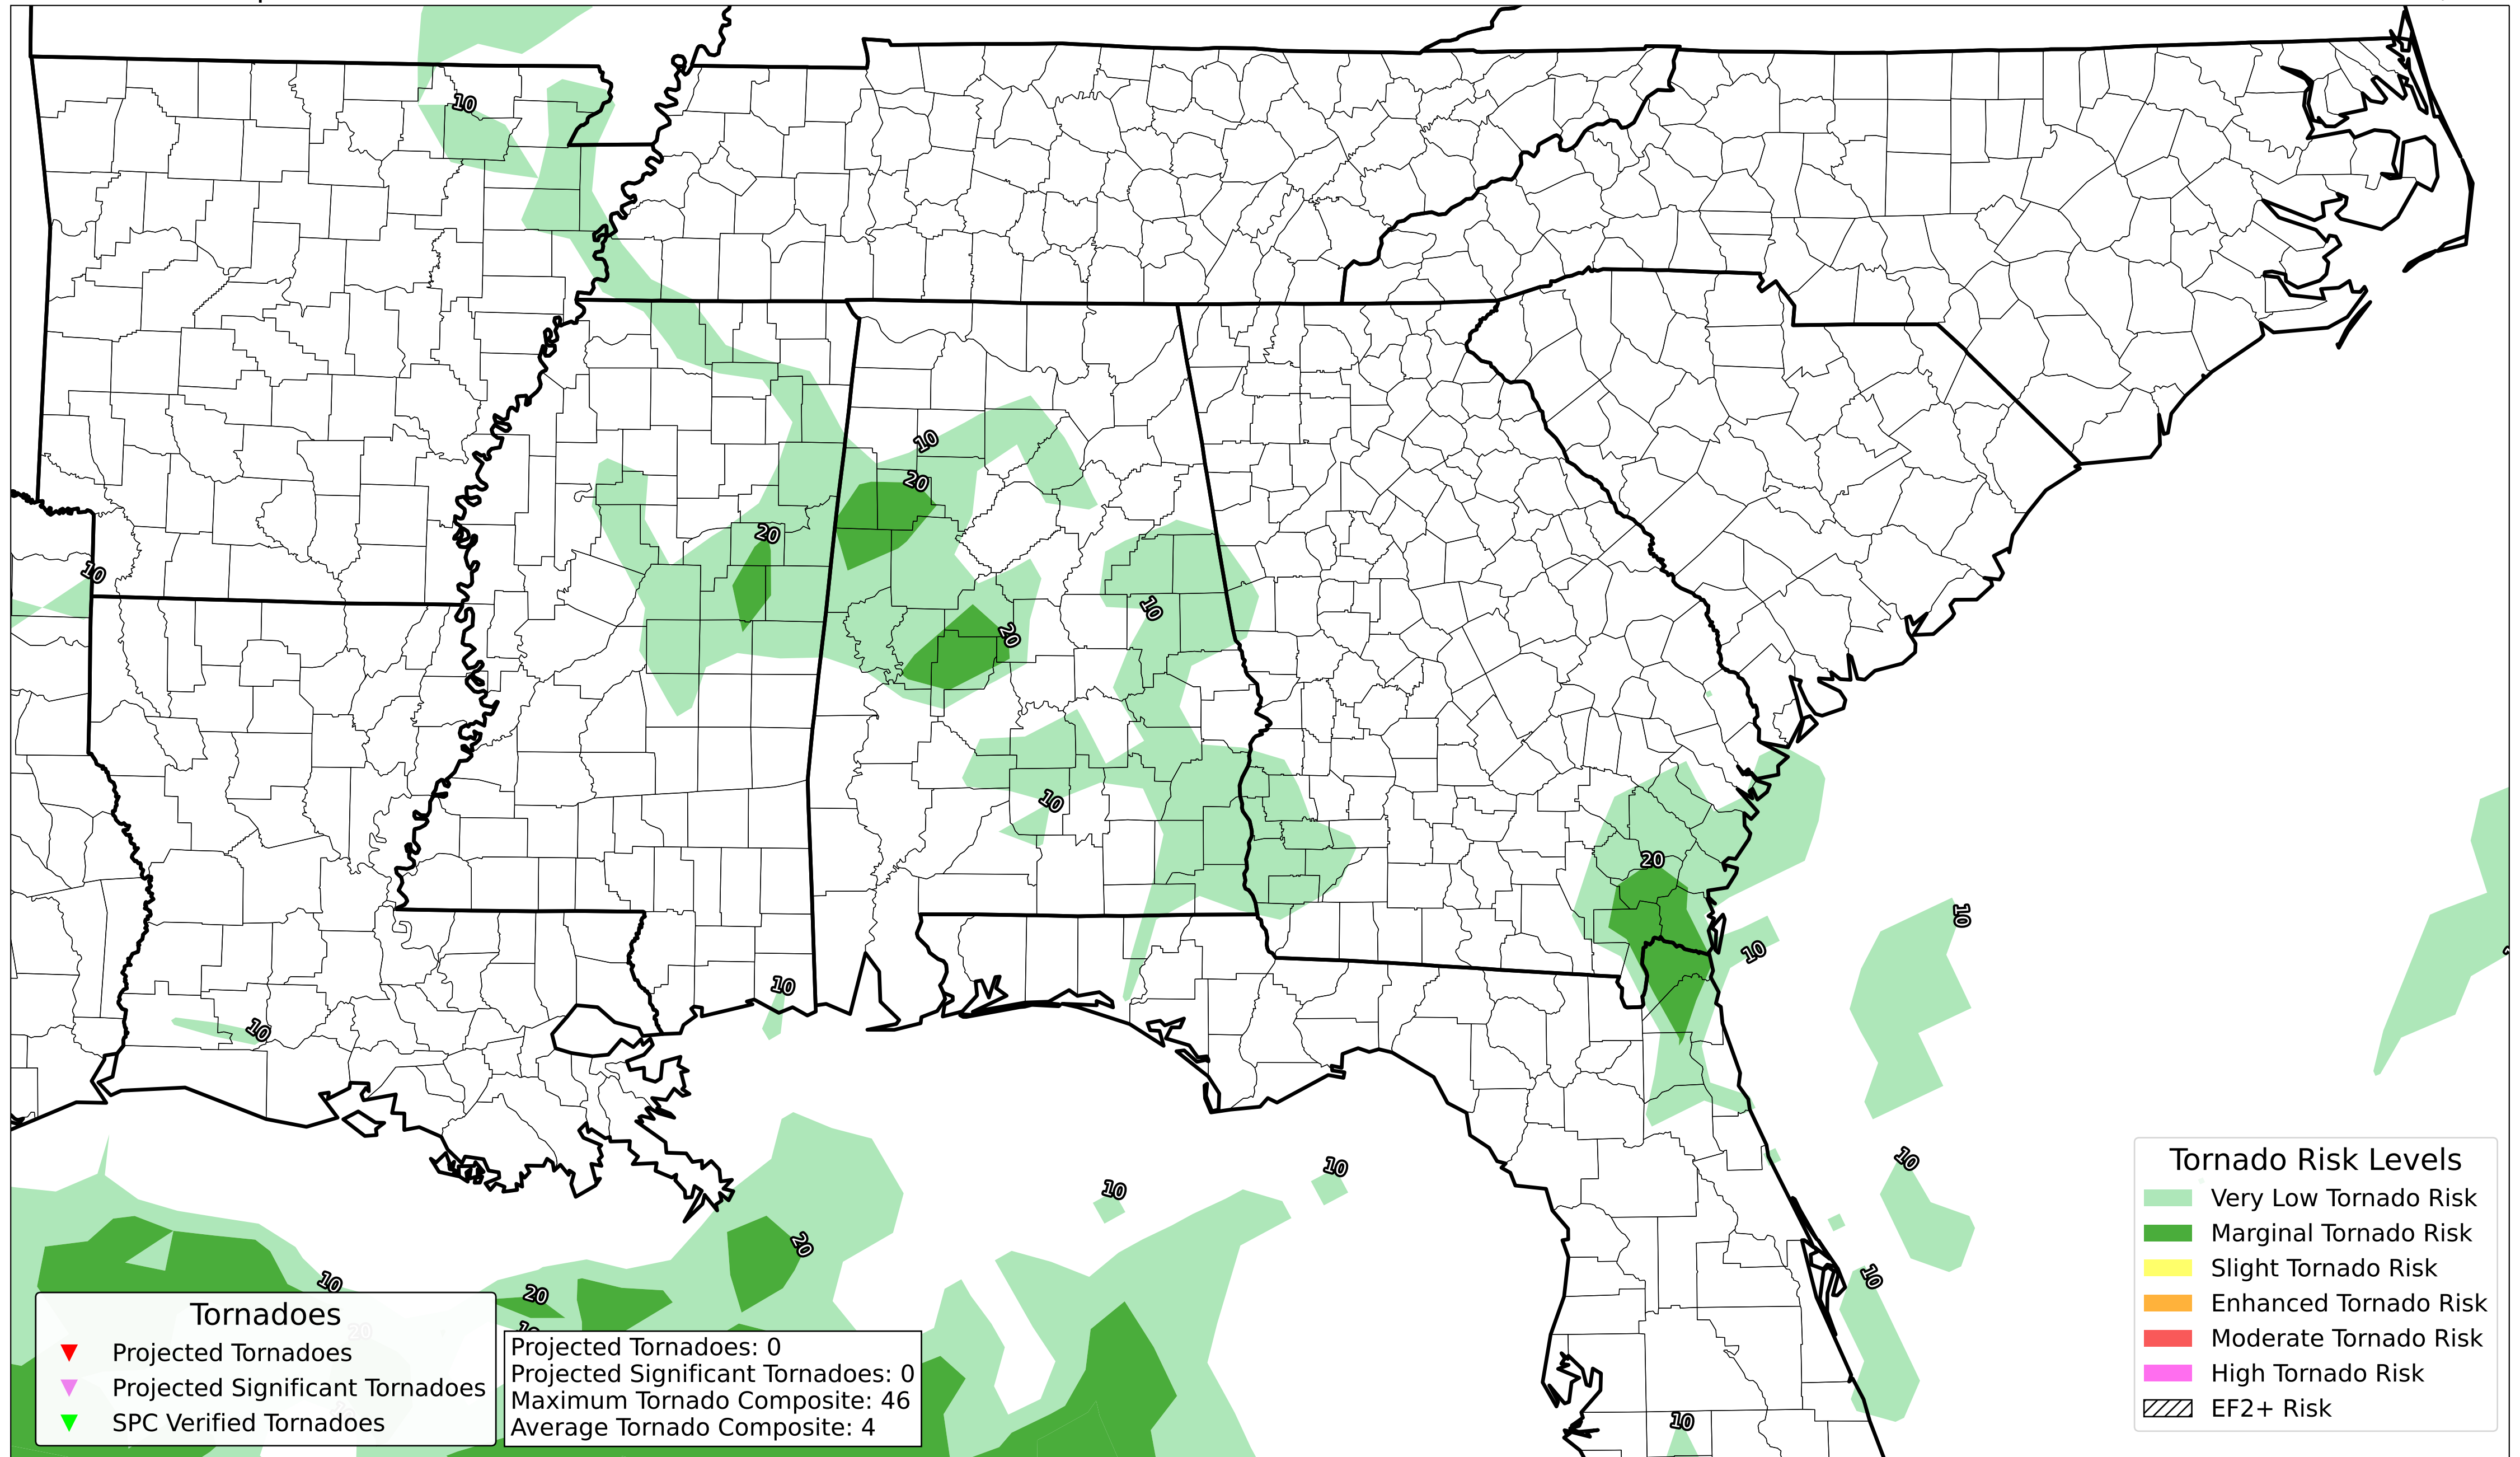 10
10
20
20
10
20
10
10
20
10
10
10
10
10
10
10
10
20
10
20
10
10
Tornadoes
Projected Tornadoes
Projected Significant Tornadoes
SPC Verified Tornadoes
Projected Tornadoes: 0
Projected Significant Tornadoes: 0
Maximum Tornado Composite: 46
Average Tornado Composite: 4
Tornado Risk Levels
Very Low Tornado Risk
Marginal Tornado Risk
Slight Tornado Risk
Enhanced Tornado Risk
Moderate Tornado Risk
High Tornado Risk
EF2+ Risk
10